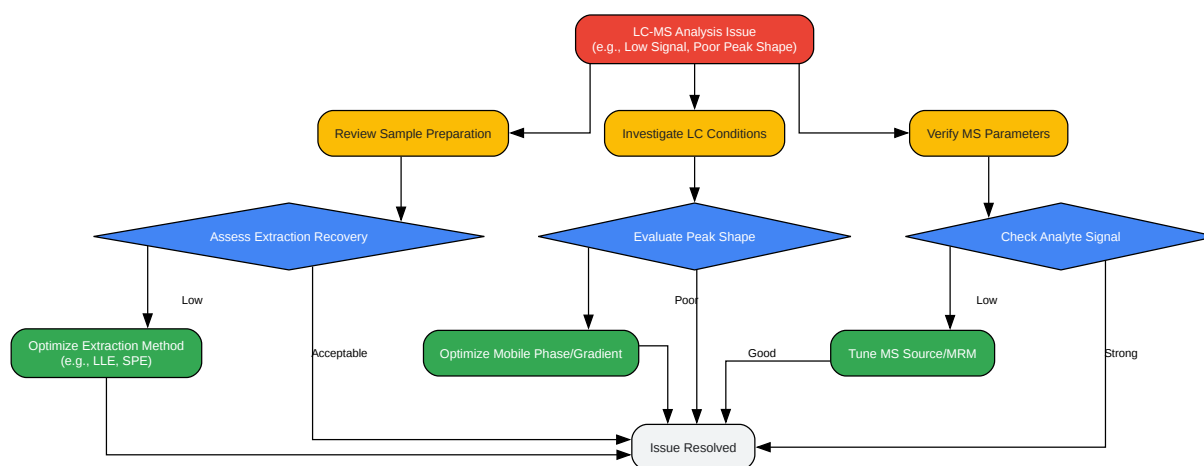 LC-MS Analysis Issue
(e.g., Low Signal, Poor Peak Shape)
Review Sample Preparation
Investigate LC Conditions
Verify MS Parameters
Assess Extraction Recovery
Evaluate Peak Shape
Check Analyte Signal
Low
Poor
Low
Optimize Extraction Method
(e.g., LLE, SPE)
Acceptable
Optimize Mobile Phase/Gradient
Good
Tune MS Source/MRM
Strong
Issue Resolved